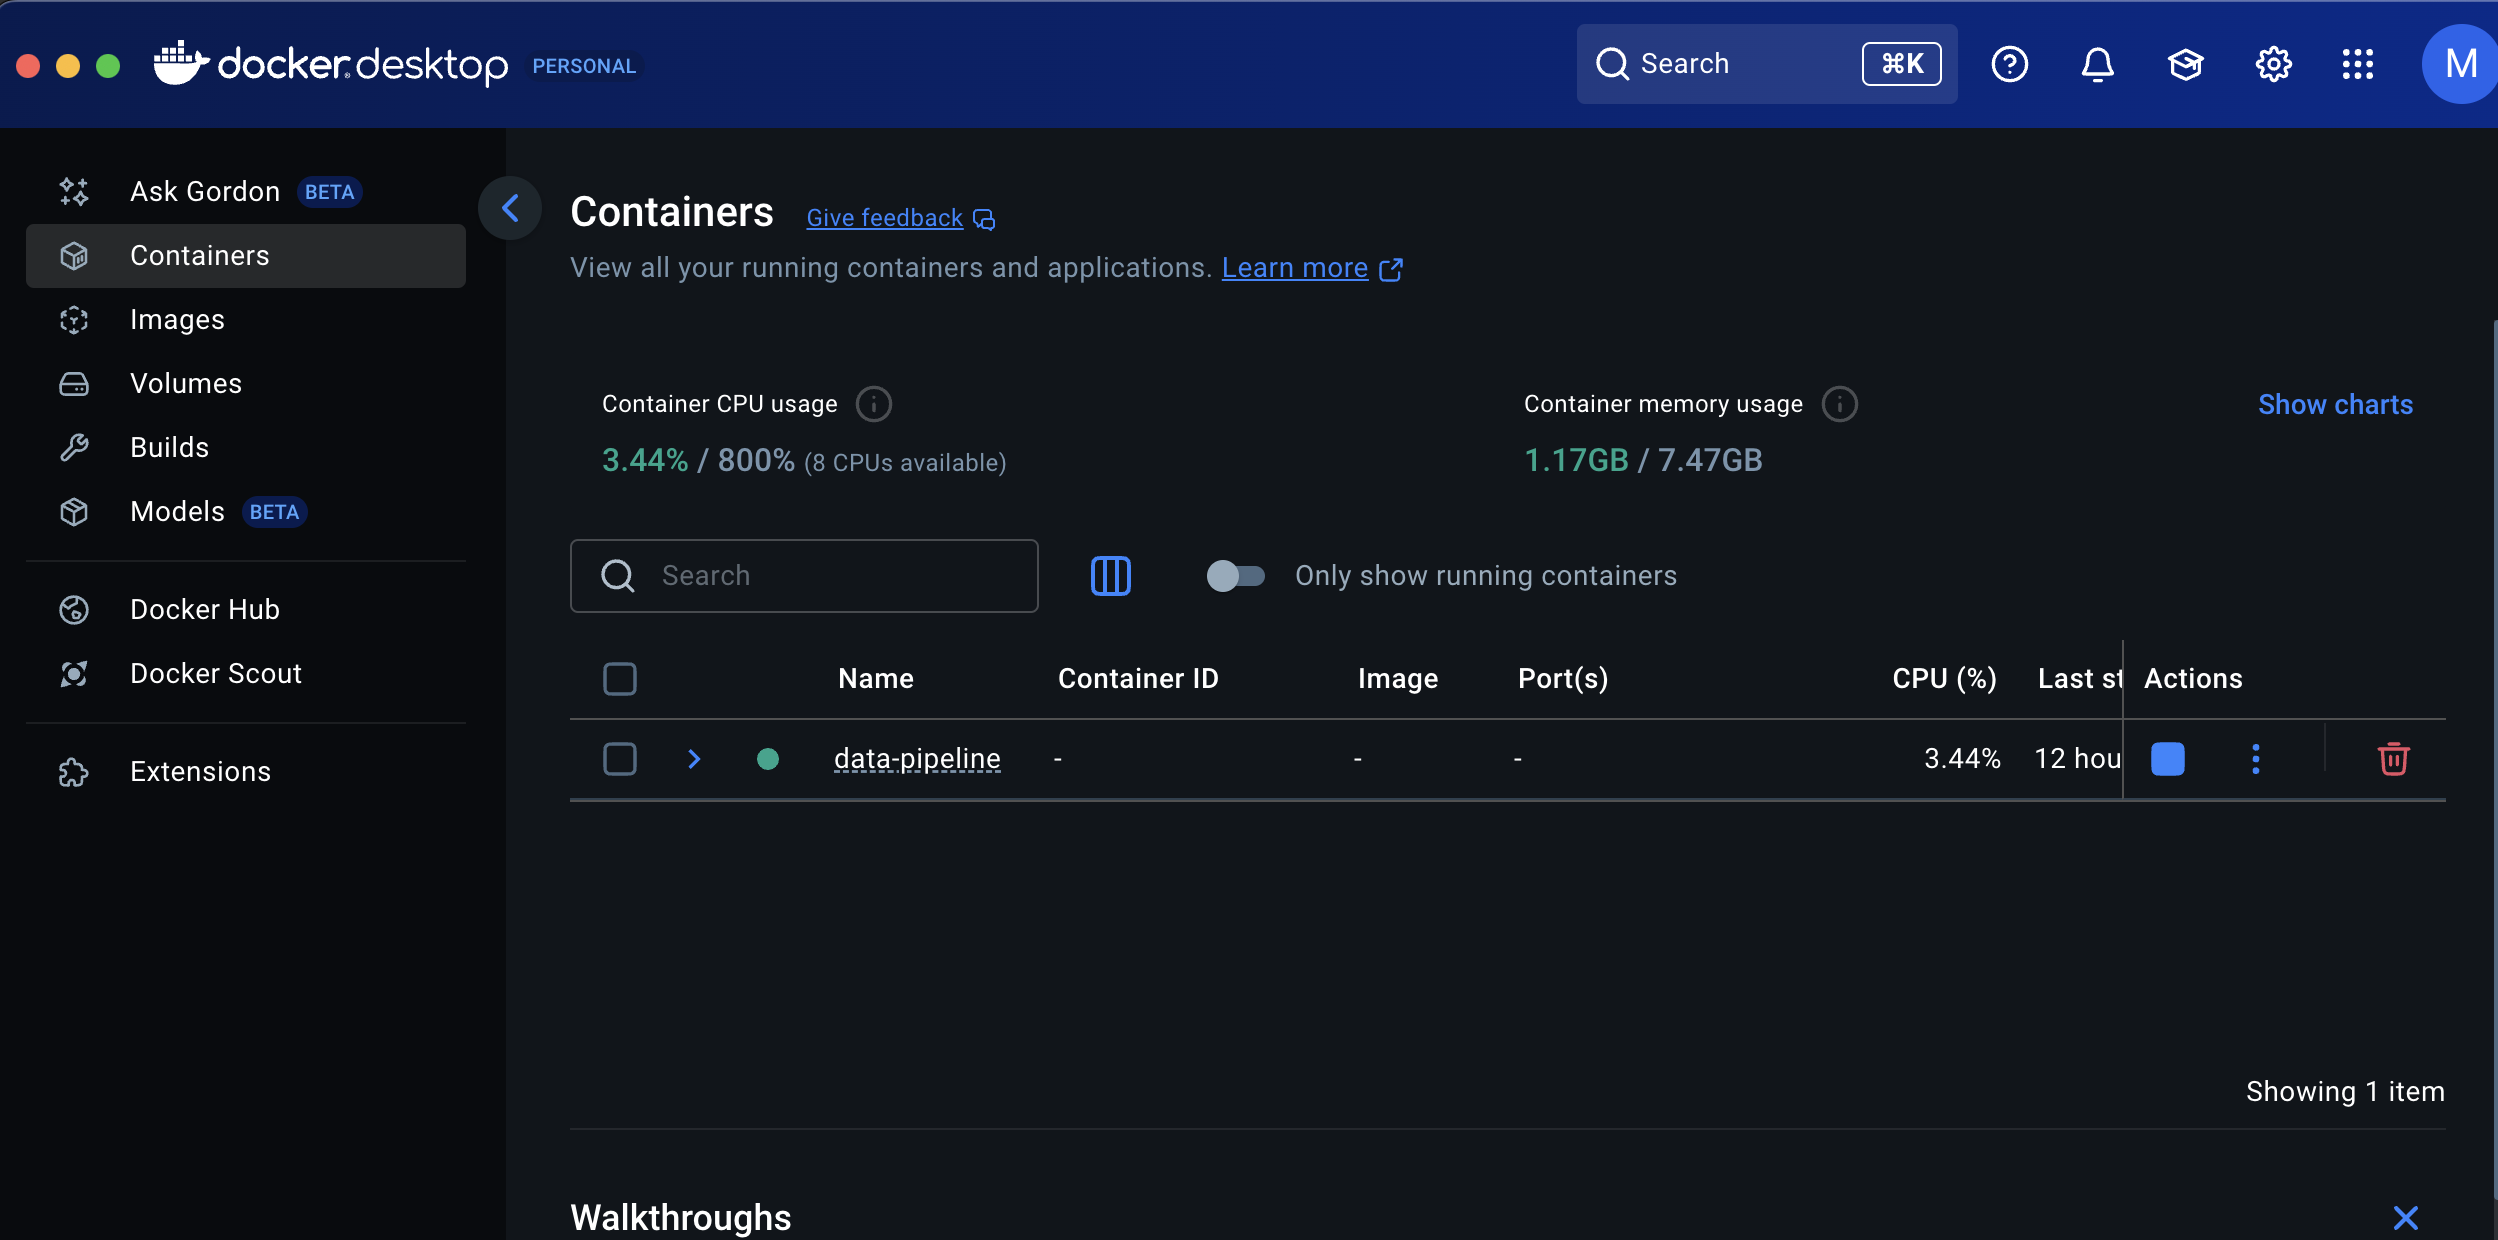 docker desktop PERSONAL
Search ⌘K
M
Ask Gordon BETA
Containers
Images
Volumes
Builds
Models BETA
Docker Hub
Docker Scout
Extensions
Containers Give feedback
View all your running containers and applications. Learn more
Container CPU usage
3.44% / 800% (8 CPUs available)
Container memory usage
1.17GB / 7.47GB
Show charts
Search
Only show running containers
Name Container ID Image Port(s) CPU (%) Last st Actions
data-pipeline - - - 3.44% 12 hou
Showing 1 item
Walkthroughs